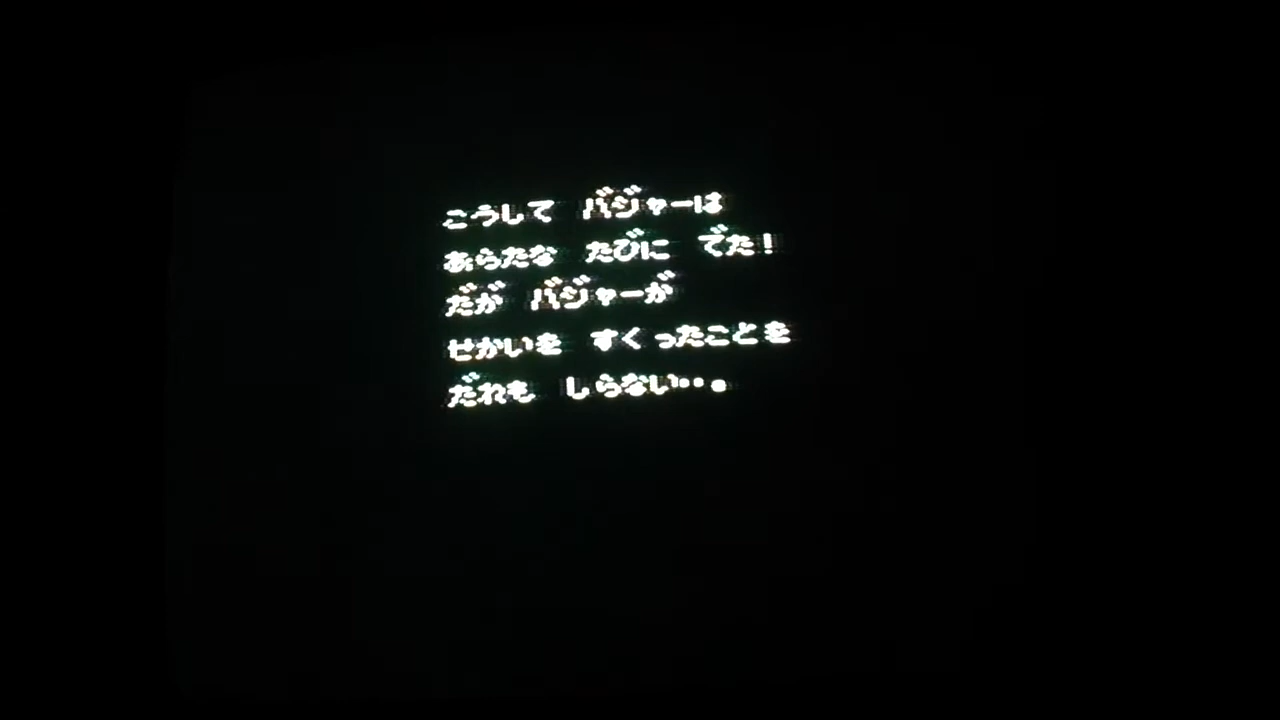 こうして バジャーは
あらたな たびに でた！
だが バジャーが
せかいを すくったことを
だれも しらない‥。